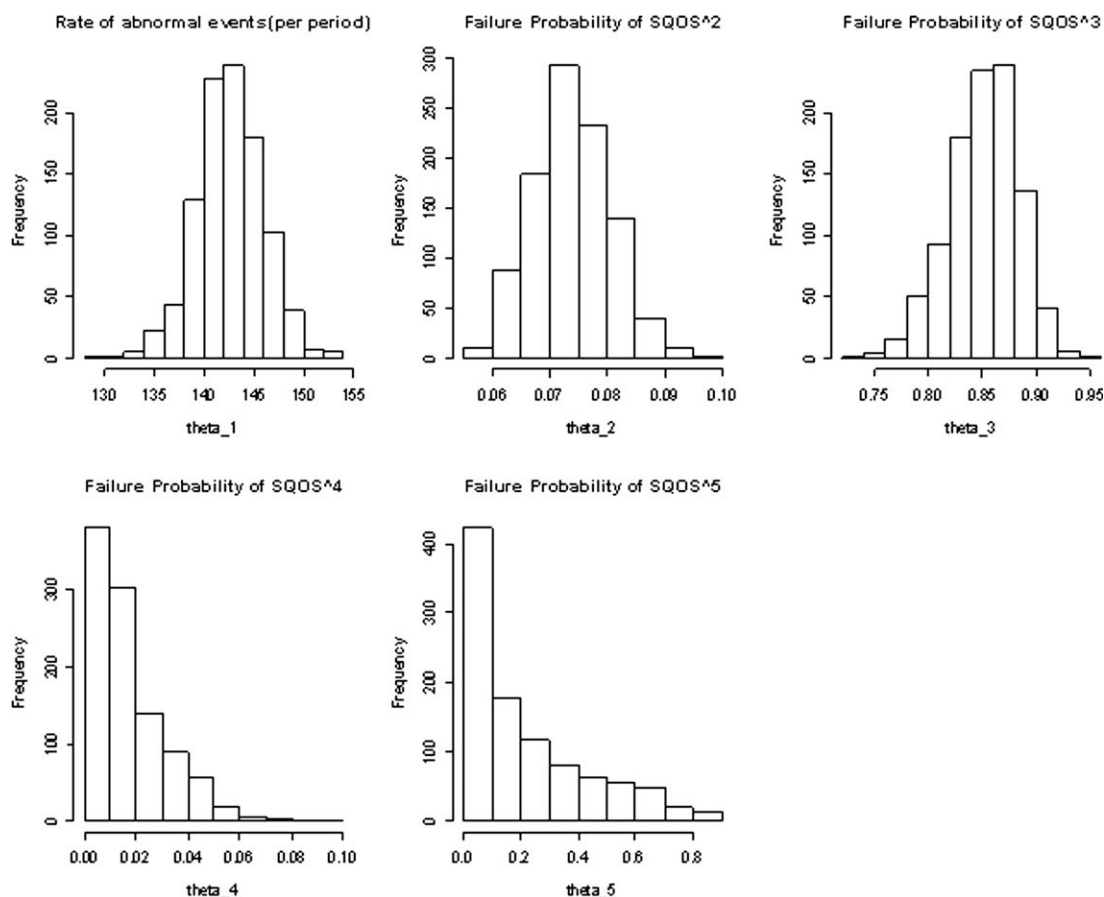 Rate of abnormal events(per period)
Frequency
0 50 100 150 200
130 135 140 145 150 155
theta_1
Failure Probability of SQOS^2
Frequency
0 50 100 150 200 250 300
0.06 0.07 0.08 0.09 0.10
theta_2
Failure Probability of SQOS^3
Frequency
0 50 100 150 200
0.75 0.80 0.85 0.90 0.95
theta_3
Failure Probability of SQOS^4
Frequency
0 100 200 300
0.00 0.02 0.04 0.06 0.08 0.10
theta_4
Failure Probability of SQOS^5
Frequency
0 100 200 300 400
0.0 0.2 0.4 0.6 0.8
theta_5